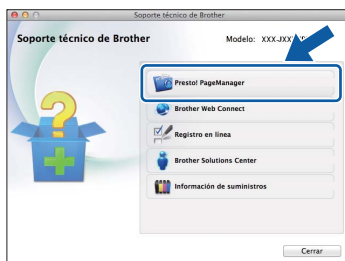 Soporte técnico de Brother
Soporte técnico de Brother
Modelo: XXX-JXX
Presto! PageManager
Brother Web Connect
Registro en línea
Brother Solutions Center
Información de suministros
Cerrar